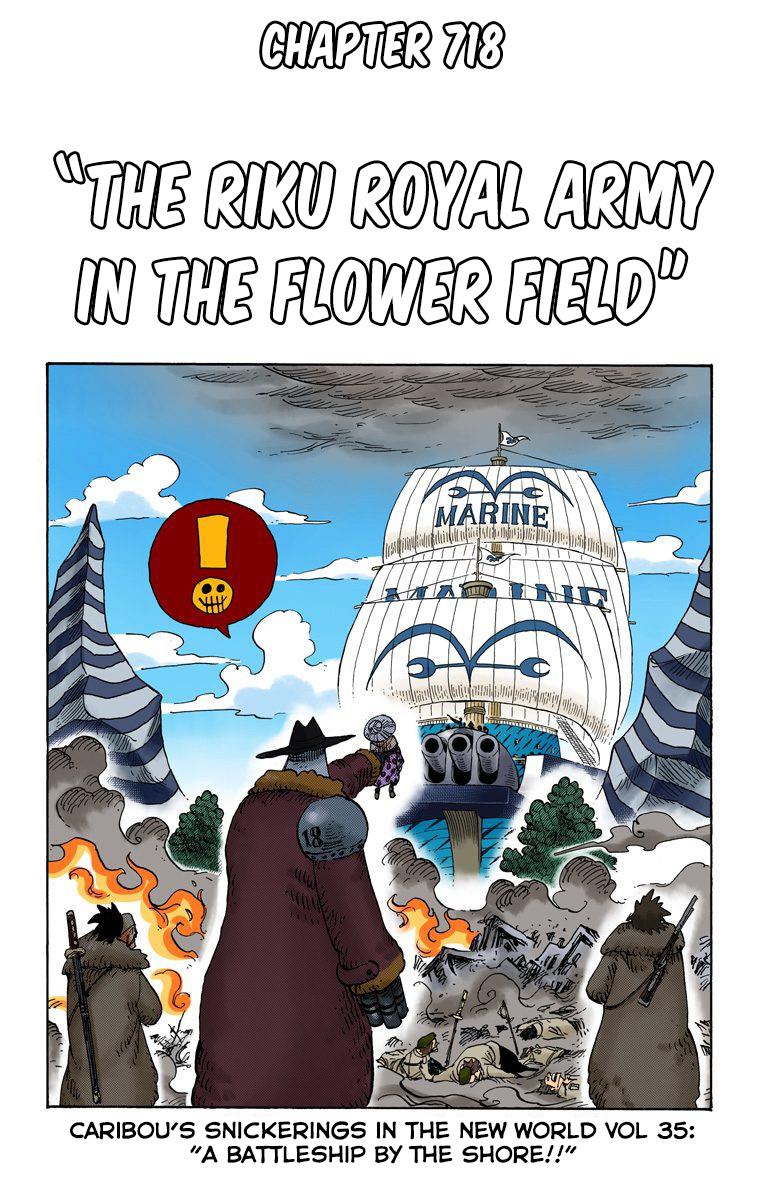 CHAPTER 718
"THE RIKU ROYAL ARMY
IN THE FLOWER FIELD"
MARINE
MARINE
!
18
CARIBOU'S SNICKERINGS IN THE NEW WORLD VOL 35:
"A BATTLESHIP BY THE SHORE!!"